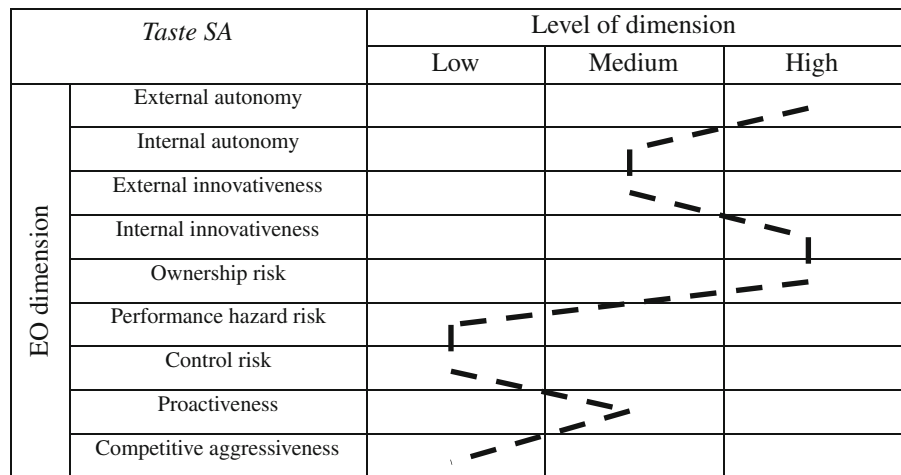 Taste SA
Level of dimension
Low Medium High
EO dimension
External autonomy
Internal autonomy
External innovativeness
Internal innovativeness
Ownership risk
Performance hazard risk
Control risk
Proactiveness
Competitive aggressiveness